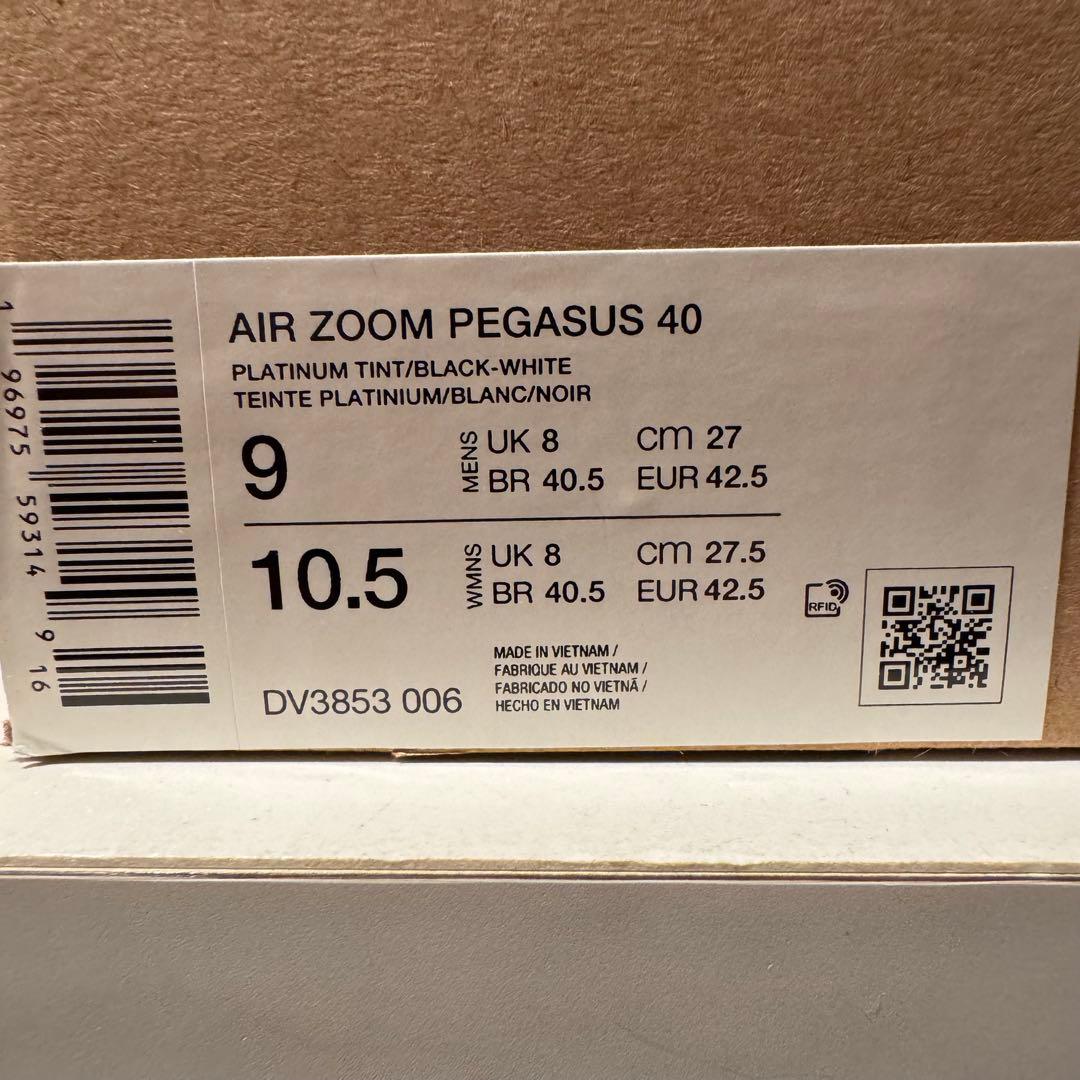 1 96975 59314 9 16
AIR ZOOM PEGASUS 40
PLATINUM TINT/BLACK-WHITE
TEINTE PLATINIUM/BLANC/NOIR
9 MENS UK 8 cm 27
BR 40.5 EUR 42.5
10.5 WMNS UK 8 cm 27.5
BR 40.5 EUR 42.5
RFID
MADE IN VIETNAM /
FABRIQUE AU VIETNAM /
FABRICADO NO VIETNÃ /
HECHO EN VIETNAM
DV3853 006